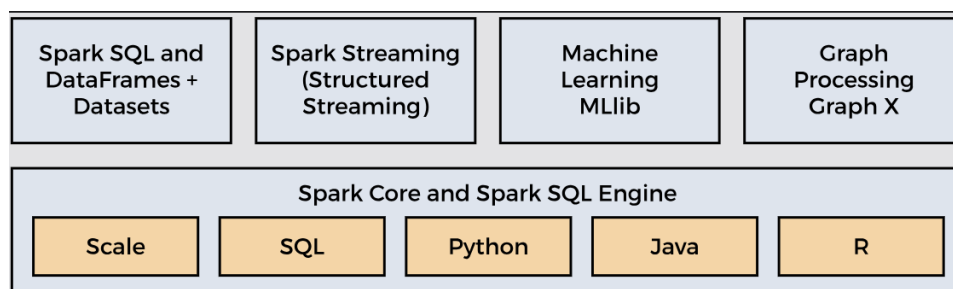 Spark SQL and
DataFrames +
Datasets
Spark Streaming
(Structured
Streaming)
Machine
Learning
MLlib
Graph
Processing
Graph X
Spark Core and Spark SQL Engine
Scale
SQL
Python
Java
R